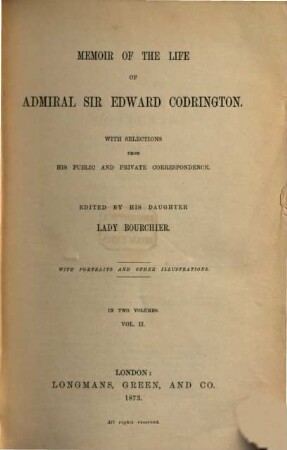 MEMOIR OF THE LIFE
OF
ADMIRAL SIR EDWARD CODRINGTON.
WITH SELECTIONS
FROM
HIS PUBLIC AND PRIVATE CORRESPONDENCE.
EDITED BY HIS DAUGHTER
LADY BOURCHIER.
WITH PORTRAITS AND OTHER ILLUSTRATIONS.
IN TWO VOLUMES.
VOL. II.
LONDON:
LONGMANS, GREEN, AND CO.
1873.
All rights reserved.